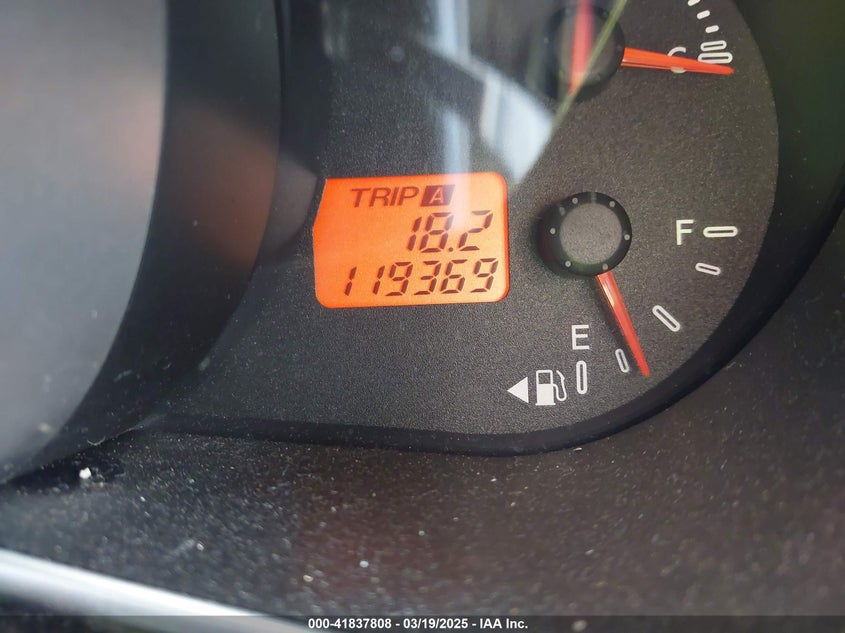 C
TRIP A
18.2
119369
F
E
000-41837808 - 03/19/2025 - IAA Inc.